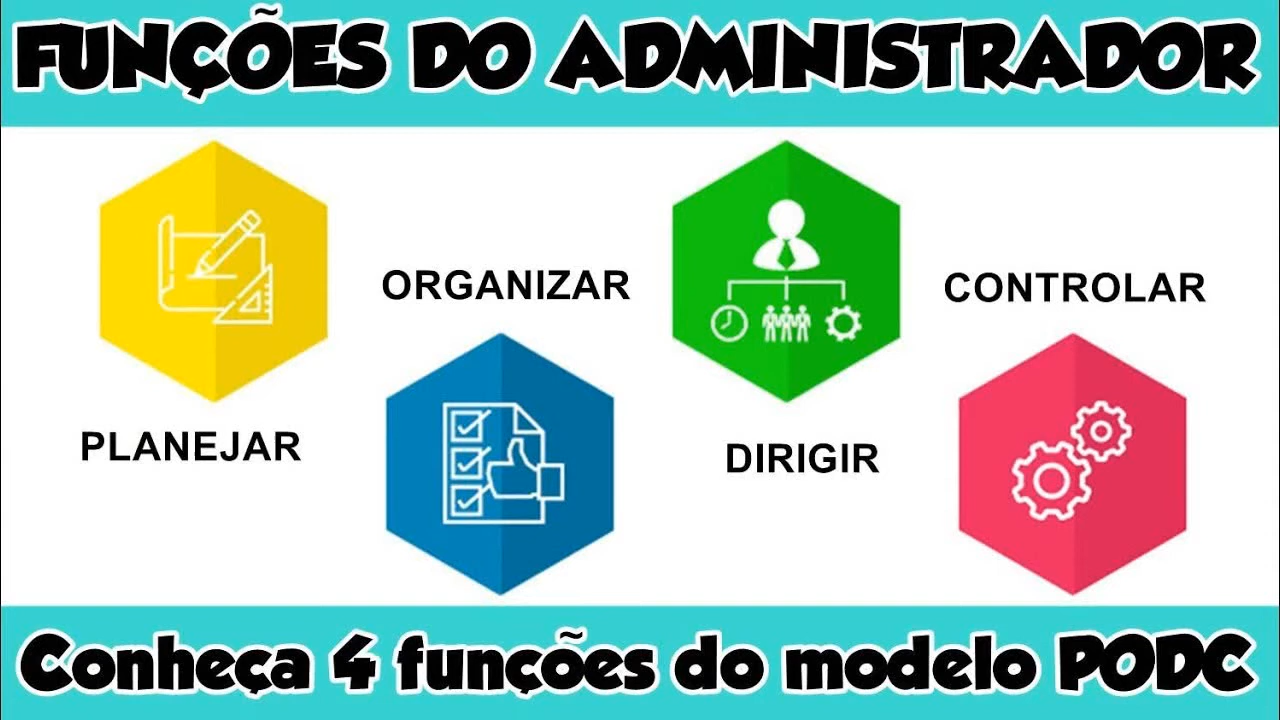 FUNÇÕES DO ADMINISTRADOR
PLANEJAR
ORGANIZAR
DIRIGIR
CONTROLAR
Conheça 4 funções do modelo PODC